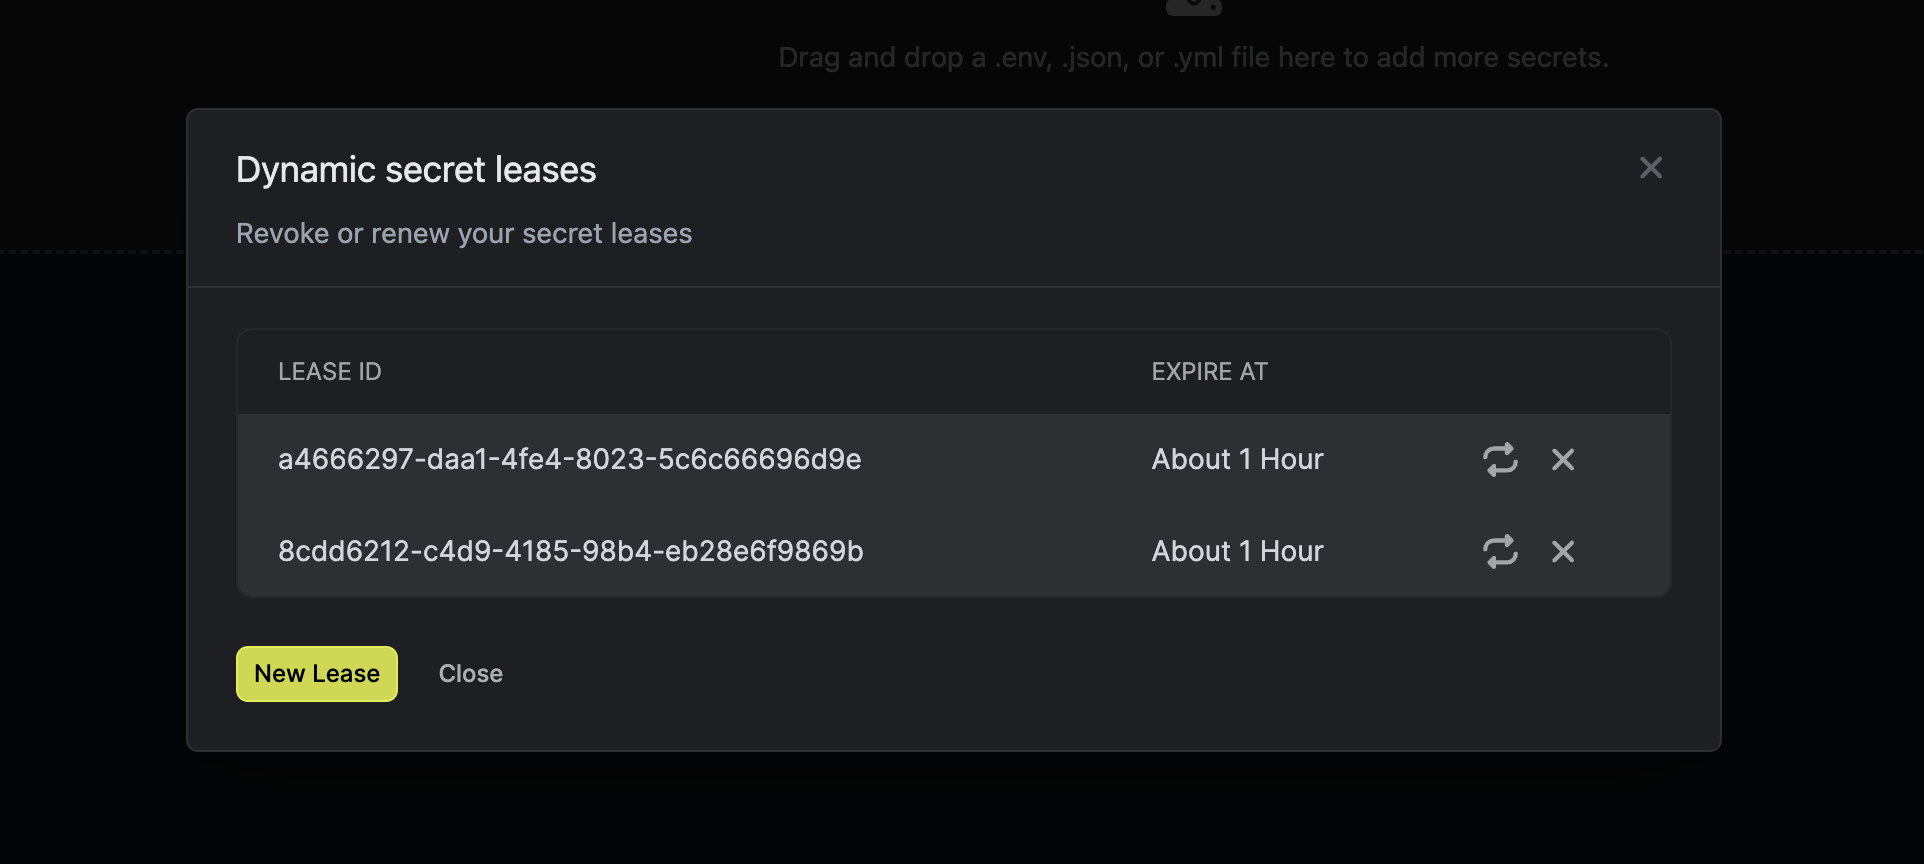 Drag and drop a .env, .json, or .yml file here to add more secrets.
Dynamic secret leases
Revoke or renew your secret leases
LEASE ID EXPIRE AT
a4666297-daa1-4fe4-8023-5c6c66696d9e About 1 Hour
8cdd6212-c4d9-4185-98b4-eb28e6f9869b About 1 Hour
New Lease Close